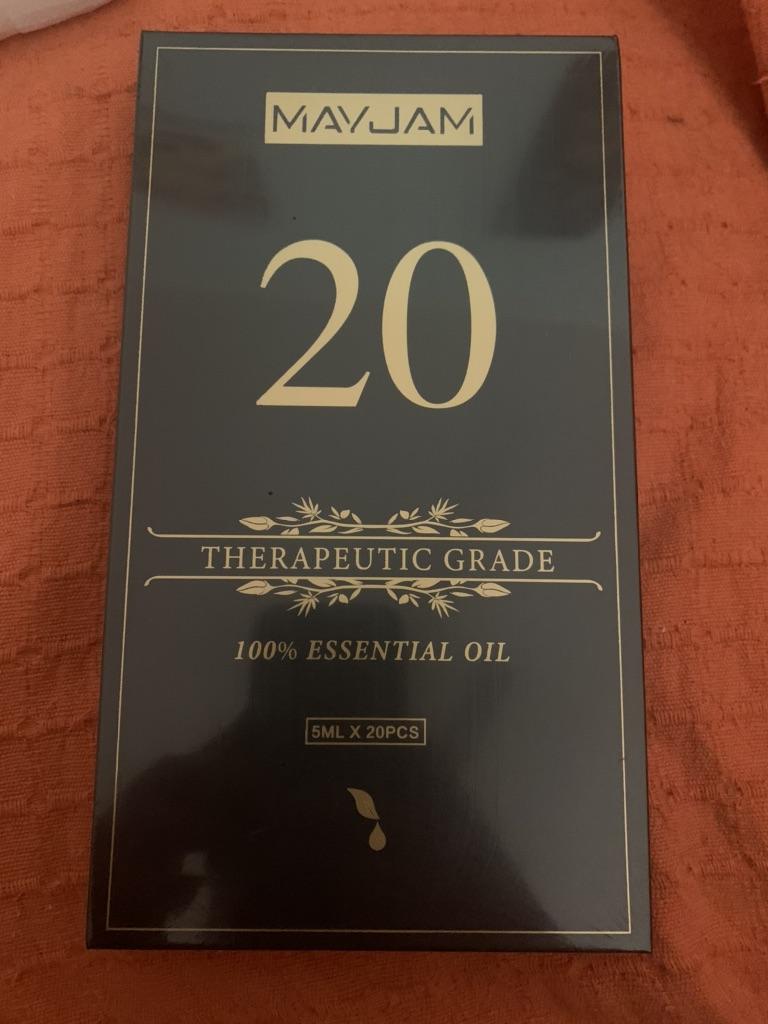 MAYJAM
20
THERAPEUTIC GRADE
100% ESSENTIAL OIL
5ML X 20PCS